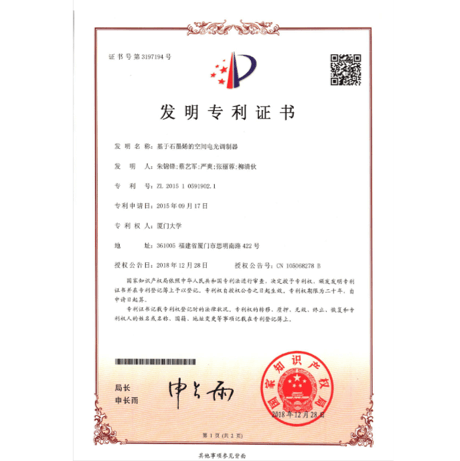 证书号第3197194号
发明专利证书
发 明 名 称：基于石墨烯的空间电光调制器
发 明 人：朱锦锋;蔡艺军;严爽;张丽蓉;柳清伙
专 利 号：ZL 2015 1 0591902.1
专利申请日：2015年09月17日
专 利 权 人：厦门大学
地 址：361005 福建省厦门市思明南路422号
授权公告日：2018年12月28日 授权公告号：CN 105068278 B
国家知识产权局依照中华人民共和国专利法进行审查，决定授予专利权，颁发发明专利
证书并在专利登记簿上予以登记。专利权自授权公告之日起生效。专利权期限为二十年，自
申请日起算。
专利证书记载专利权登记时的法律状况。专利权的转移、质押、无效、终止、恢复和专
利权人的姓名或名称、国籍、地址变更等事项记载在专利登记簿上。
局长
申长雨
申长雨
国家知识产权局
2018年12月28日
第 1 页 (共 2 页)
其他事项参见背面